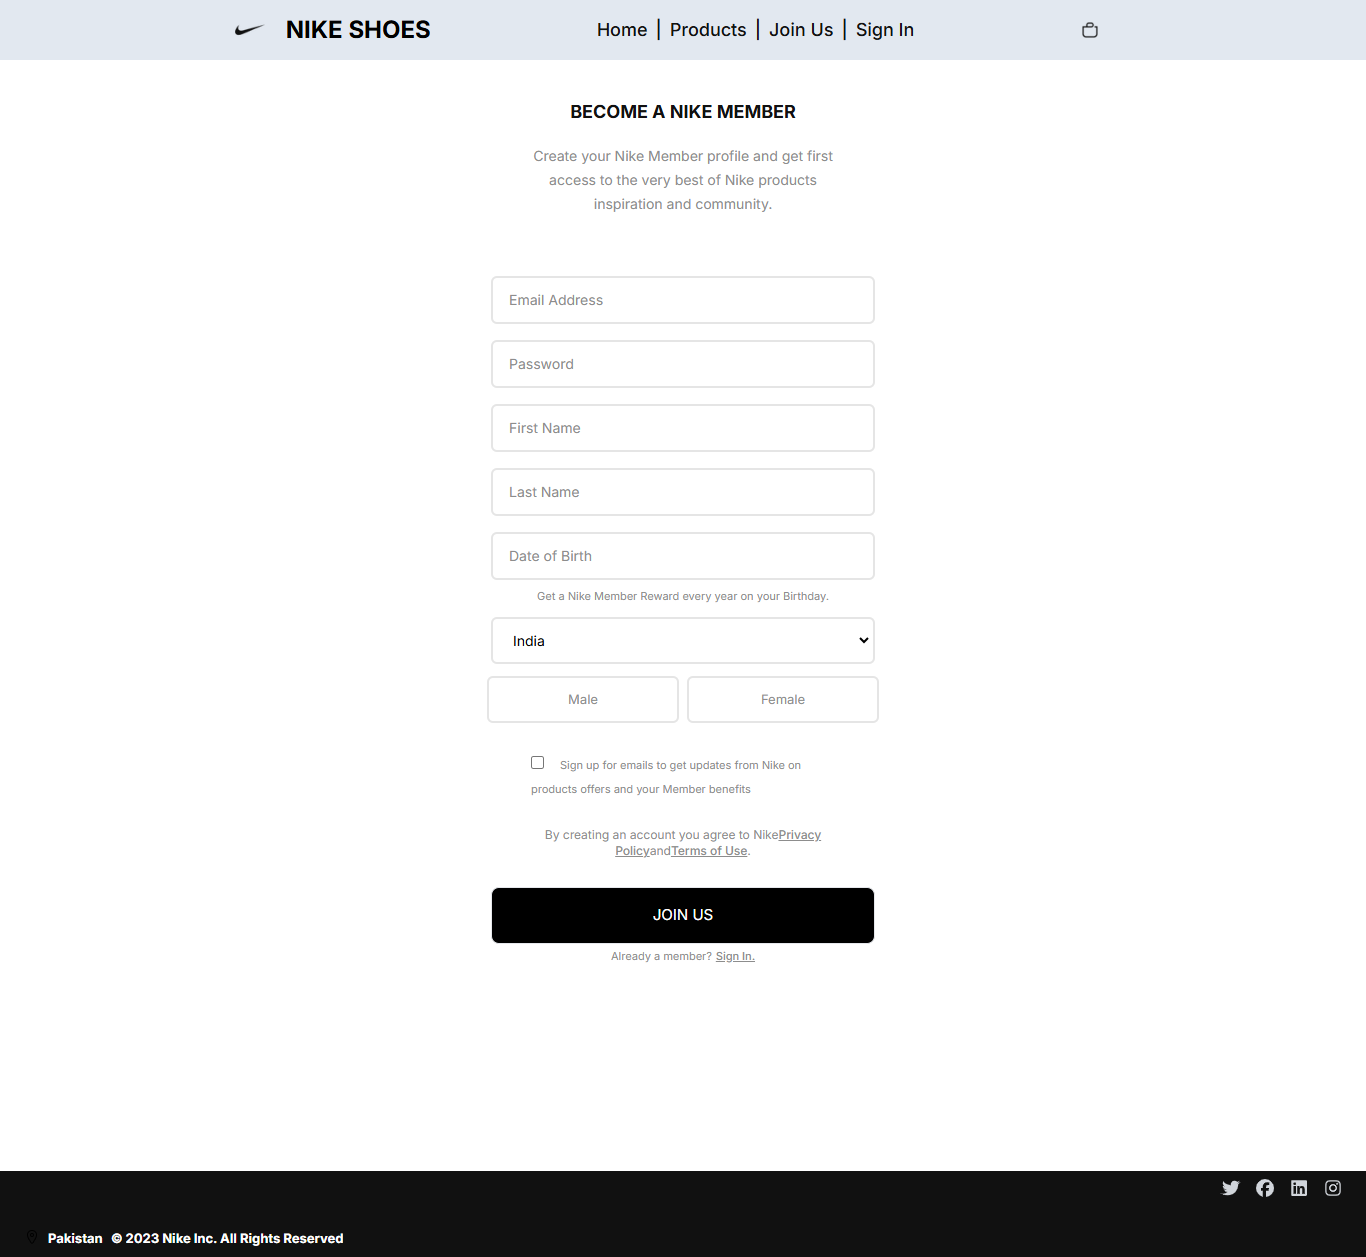 NIKE SHOES
Home | Products | Join Us | Sign In
BECOME A NIKE MEMBER
Create your Nike Member profile and get first
access to the very best of Nike products
inspiration and community.
Email Address
Password
First Name
Last Name
Date of Birth
Get a Nike Member Reward every year on your Birthday.
India
Male Female
Sign up for emails to get updates from Nike on
products offers and your Member benefits
By creating an account you agree to NikePrivacy
PolicyandTerms of Use.
JOIN US
Already a member? Sign In.
Pakistan © 2023 Nike Inc. All Rights Reserved